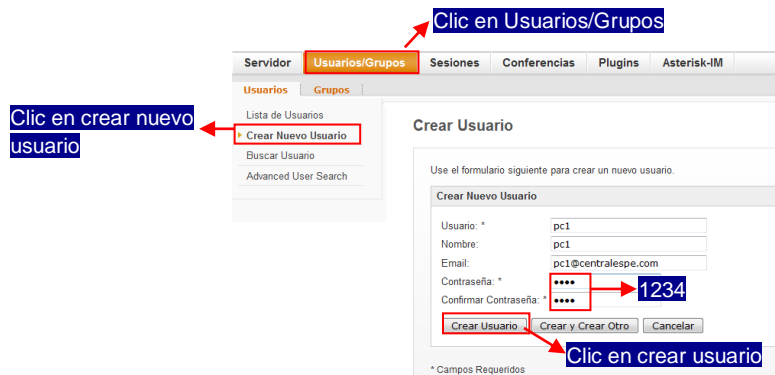 Clic en Usuarios/Grupos
Servidor Usuarios/Grupos Sesiones Conferencias Plugins Asterisk-IM
Usuarios Grupos
Lista de Usuarios
Crear Nuevo Usuario
Buscar Usuario
Advanced User Search
Clic en crear nuevo
usuario
Crear Usuario
Use el formulario siguiente para crear un nuevo usuario.
Crear Nuevo Usuario
Usuario: * pc1
Nombre: pc1
Email: pc1@centralespe.com
Contraseña: * ••••
Confirmar Contraseña: * ••••
1234
Crear Usuario Crear y Crear Otro Cancelar
Clic en crear usuario
* Campos Requeridos